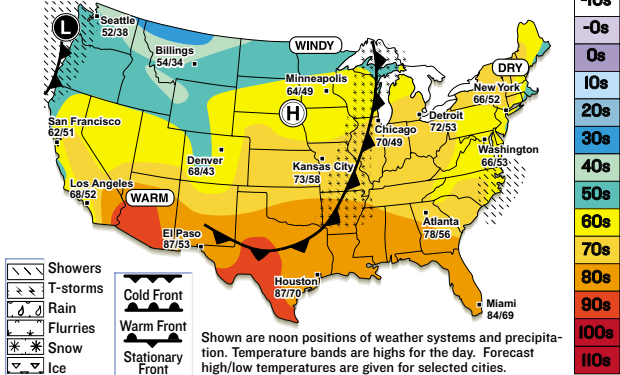 L
Seattle
52/38
Billings
54/34
WINDY
Minneapolis
64/49
H
DRY
New York
66/52
San Francisco
62/51
Detroit
72/53
Chicago
70/49
Denver
68/43
Kansas City
73/58
Washington
66/53
Los Angeles
68/52
WARM
El Paso
87/53
Atlanta
78/56
Houston
87/70
Miami
84/69
Showers
T-storms
Rain
Flurries
Snow
Ice
Cold Front
Warm Front
Stationary
Front
Shown are noon positions of weather systems and precipita-
tion. Temperature bands are highs for the day. Forecast
high/low temperatures are given for selected cities.
-10s
-0s
0s
10s
20s
30s
40s
50s
60s
70s
80s
90s
100s
110s